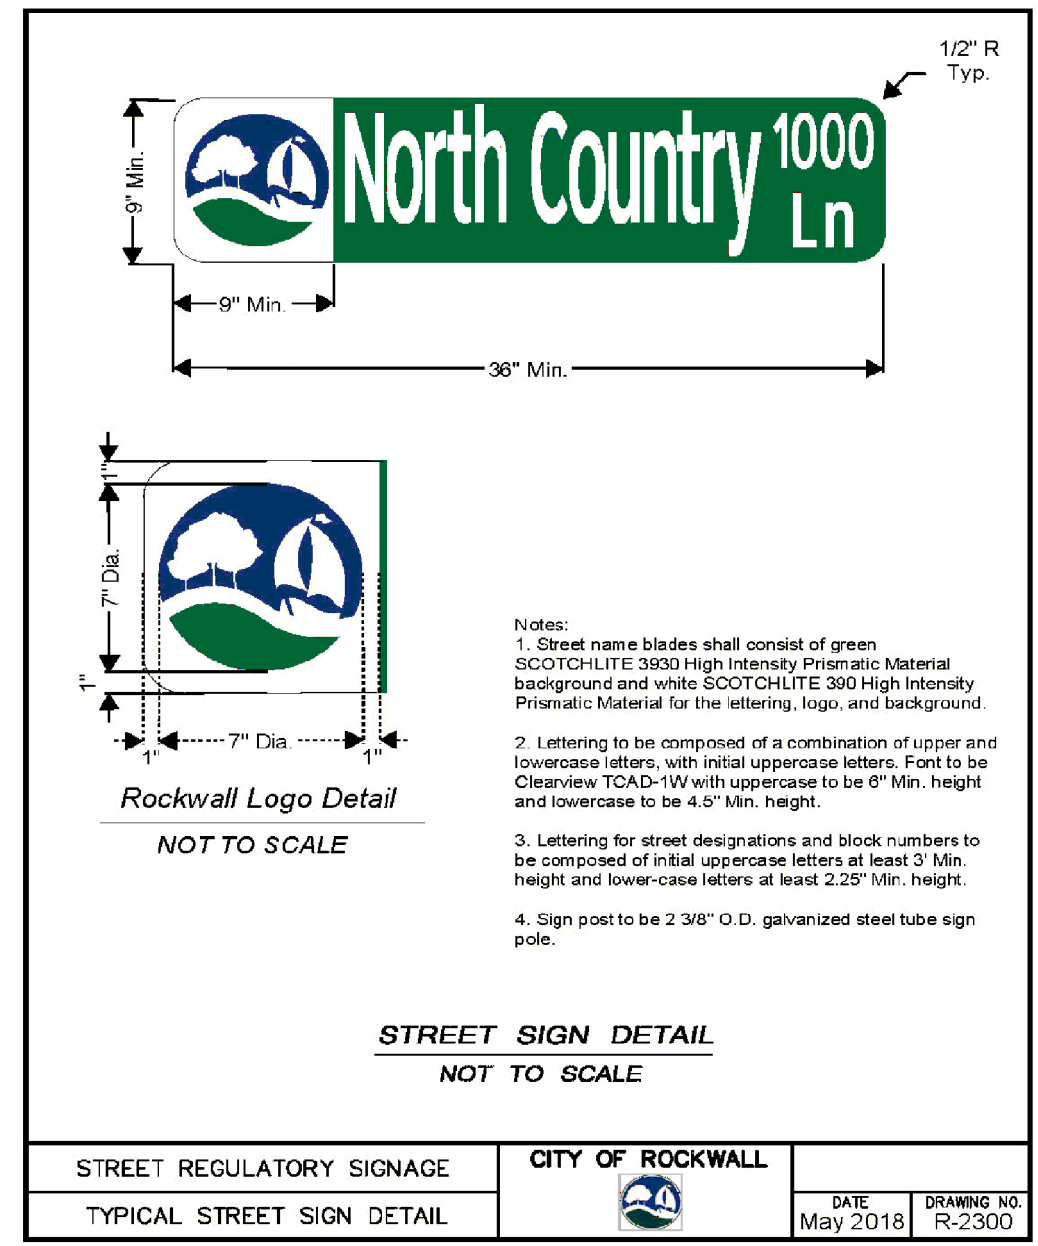 1/2" R
Typ.
North Country 1000
Ln
9" Min.
9" Min.
36" Min.
1"
7" Dia.
1"
1"
7" Dia.
1"
Rockwall Logo Detail
NOT TO SCALE
Notes:
1. Street name blades shall consist of green
SCOTCHLITE 3930 High Intensity Prismatic Material
background and white SCOTCHLITE 390 High Intensity
Prismatic Material for the lettering, logo, and background.
2. Lettering to be composed of a combination of upper and
lowercase letters, with initial uppercase letters. Font to be
Clearview TCAD-1W with uppercase to be 6" Min. height
and lowercase to be 4.5" Min. height.
3. Lettering for street designations and block numbers to
be composed of initial uppercase letters at least 3' Min.
height and lower-case letters at least 2.25" Min. height.
4. Sign post to be 2 3/8" O.D. galvanized steel tube sign
pole.
STREET SIGN DETAIL
NOT TO SCALE
STREET REGULATORY SIGNAGE
TYPICAL STREET SIGN DETAIL
CITY OF ROCKWALL
DATE
May 2018
DRAWING NO.
R-2300